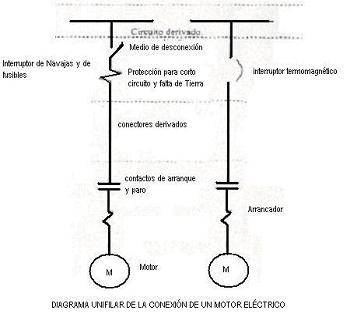 Circuito derivado
Medio de desconexión
Interruptor de Navajas y de
fusibles
Protección para corto
circuito y falta de Tierra
Interruptor termomagnético
conectores derivados
contactos de arranque
y paro
Arrancador
Motor
M
M
DIAGRAMA UNIFILAR DE LA CONEXIÓN DE UN MOTOR ELÉCTRICO